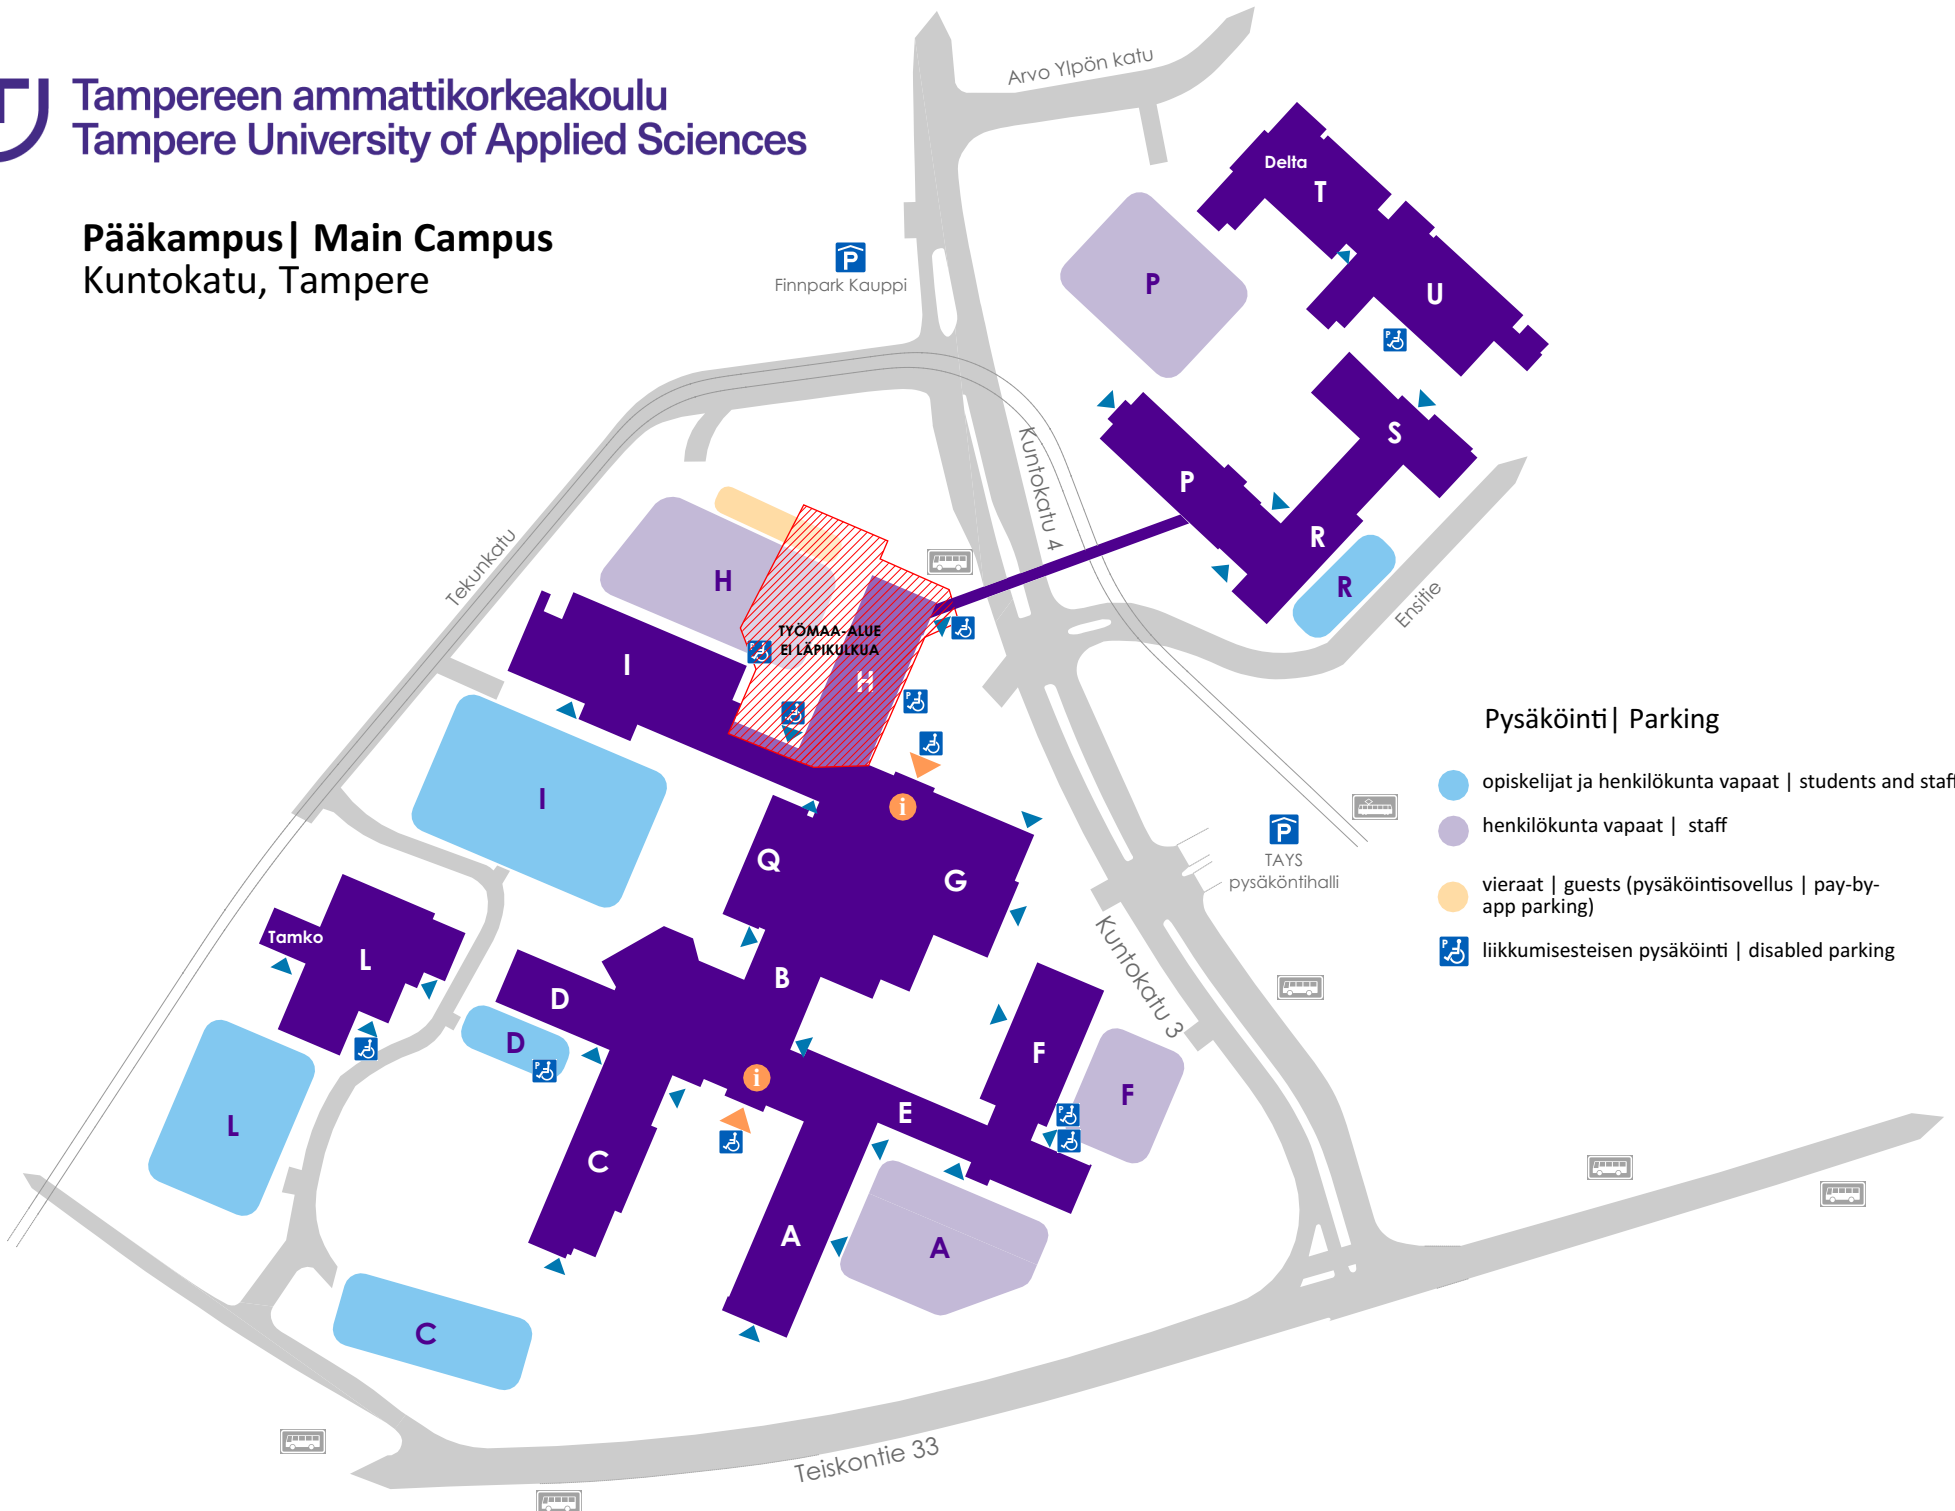 Tampereen ammattikorkeakoulu
Tampere University of Applied Sciences
Pääkampus| Main Campus
Kuntokatu, Tampere
Arvo Ylpön katu
Delta
T
P
Finnpark Kauppi
P
U
P
S
Kuntokatu 4
P
R
R
Ensitie
Tekunkatu
H
TYÖMAA-ALUE
EI LÄPIKULKUA
H
P
I
P
P
Pysäköinti| Parking
opiskelijat ja henkilökunta vapaat | students and staff
henkilökunta vapaat | staff
vieraat | guests (pysäköintisovellus | pay-by-
app parking)
P
liikkumisesteisen pysäköinti | disabled parking
I
i
P
TAYS
pysäköntihalli
Q
G
Tamko
L
B
D
Kuntokatu 3
D
P
F
F
P
i
E
L
C
A
A
C
Teiskontie 33